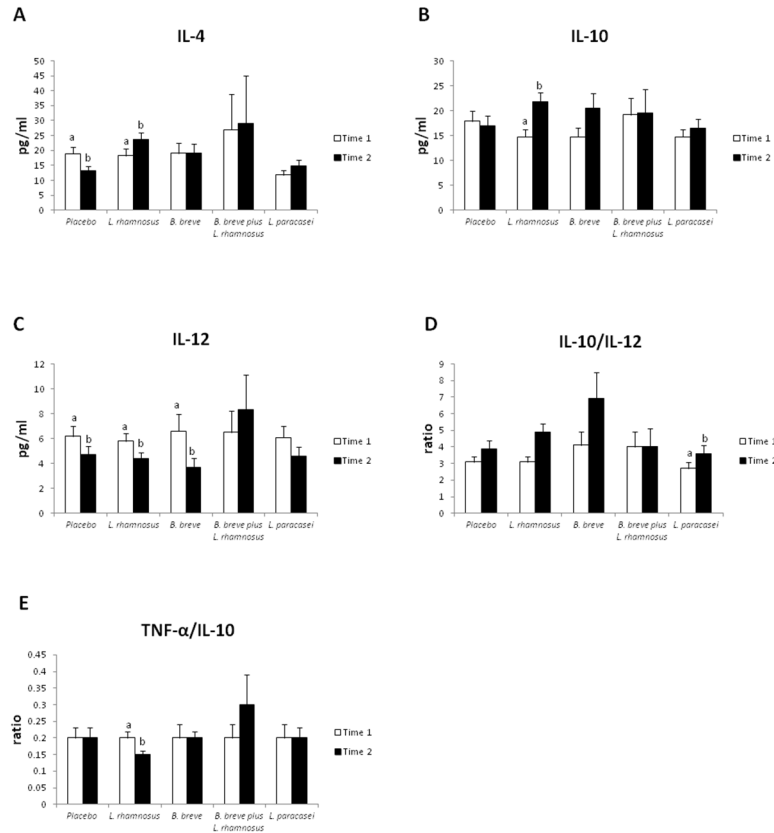 A
IL-4
50
45
40
35
30
25
20
15
10
5
0
pg/ml
a
b
a
b
Placebo
L. rhamnosus
B. breve
B. breve plus
L. rhamnosus
L. paracasei
Time 1
Time 2
B
IL-10
30
25
20
15
10
5
0
pg/ml
a
b
Placebo
L. rhamnosus
B. breve
B. breve plus
L. rhamnosus
L. paracasei
Time 1
Time 2
C
IL-12
12
10
8
6
4
2
0
pg/ml
a
b
a
b
a
b
Placebo
L. rhamnosus
B. breve
B. breve plus
L. rhamnosus
L. paracasei
Time 1
Time 2
D
IL-10/IL-12
9
8
7
6
5
4
3
2
1
0
ratio
a
b
Placebo
L. rhamnosus
B. breve
B. breve plus
L. rhamnosus
L. paracasei
Time 1
Time 2
E
TNF-α/IL-10
0.45
0.4
0.35
0.3
0.25
0.2
0.15
0.1
0.05
0
ratio
a
b
Placebo
L. rhamnosus
B. breve
B. breve plus
L. rhamnosus
L. paracasei
Time 1
Time 2